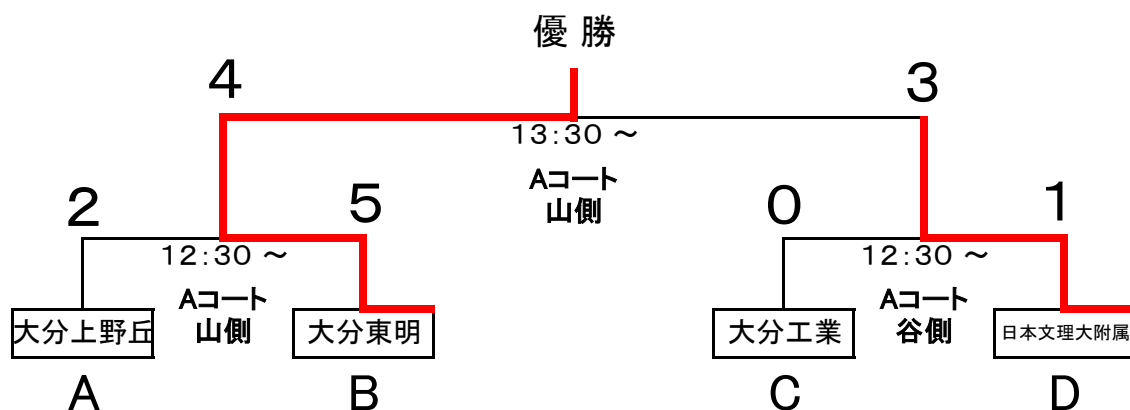 優 勝
4
3
13:30 ～
Aコート
山側
2
5
0
1
12:30 ～
12:30 ～
Aコート
山側
Aコート
谷側
大分上野丘
大分東明
大分工業
日本文理大附属
A
B
C
D